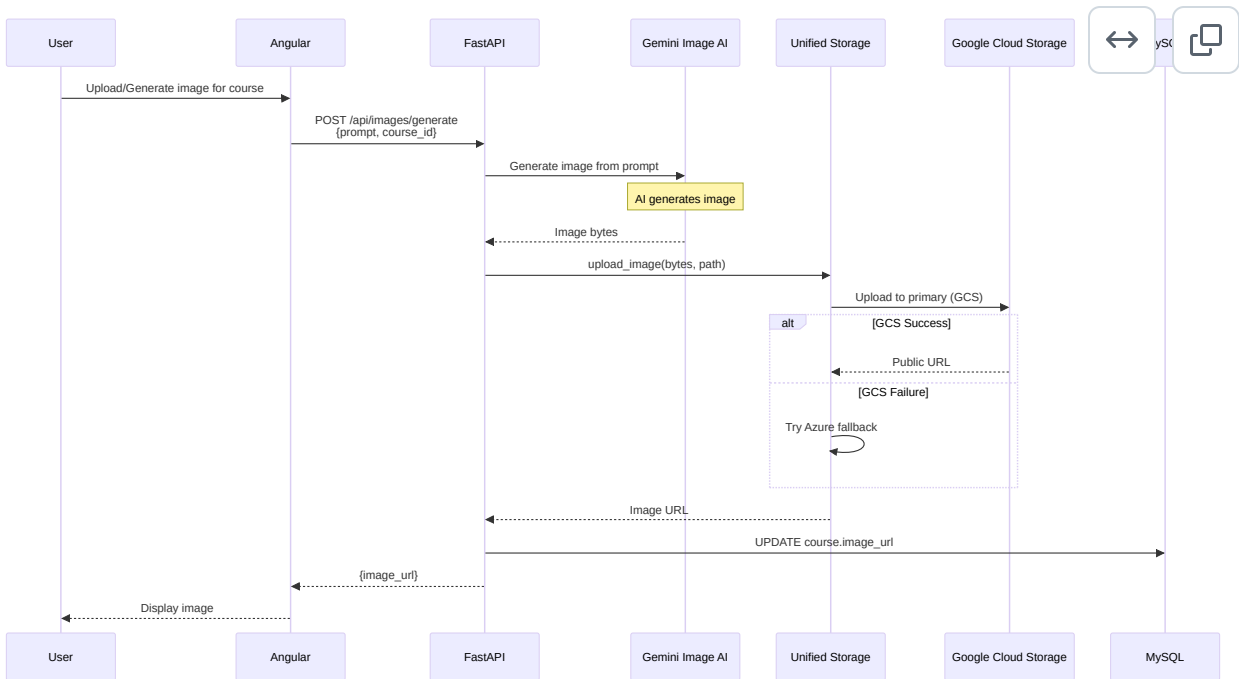 User
Angular
FastAPI
Gemini Image AI
Unified Storage
Google Cloud Storage
Upload/Generate image for course
POST /api/images/generate
{prompt, course_id}
Generate image from prompt
AI generates image
Image bytes
upload_image(bytes, path)
Upload to primary (GCS)
alt
[GCS Success]
Public URL
[GCS Failure]
Try Azure fallback
Image URL
UPDATE course.image_url
{image_url}
Display image
User
Angular
FastAPI
Gemini Image AI
Unified Storage
Google Cloud Storage
MySQL